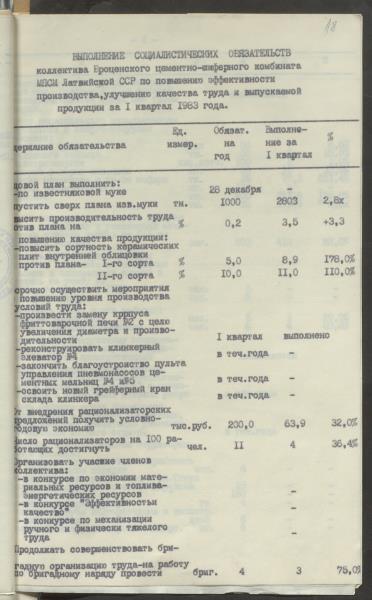 18
ВЫПОЛНЕНИЕ СОЦИАЛИСТИЧЕСКИХ ОБЯЗАТЕЛЬСТВ
коллектива Броценского цементно-шиферного комбината
МПСМ Латвийской ССР по повышению эффективности
производства,улучшению качества труда и выпускаемой
продукции за I квартал 1983 года.
держание обязательства Ед. измер. Обязат. на год Выполне- ние за I квартал %
довой план выполнить:
-по известняковой муке 28 декабря -
пустить сверх плана изв.муки тн. 1000 2803 2,8х
высить производительность труда
отив плана на % 0,2 3,5 +3,3
повышению качества продукции:
-повысить сортность керамических
плит внутренней облицовки
против плана- I-го сорта % 5,0 8,9 178,0%
II-го сорта % 10,0 11,0 110,0%
срочно осуществить мероприятия
повышению уровня производства
условий труда:
-произвести замену корпуса
фриттоварочной печи №2 с целю
увеличения диаметра и произво-
дительности I квартал выполнено
-реконструировать клинкерный
элеватор №4 в теч.года -
-закончить благоустройство пульта
управления пневмонасосов це-
ментных мельниц №4 и№5 в теч.года -
-освоить новый грейферный кран
склада клинкера в теч.года -
От внедрения рационализаторских
предложений получить условно-
годовую экономию тыс.руб. 200,0 63,9 32,0%
Число рационализаторов на 100 ра-
ботающих достигнуть чел. II 4 36,4%
Организовать участие членов
коллектива:
-в конкурсе по экономии мате-
риальных ресурсов и топлива-
энергетических ресурсов -
-в конкурсе "Эффективностьи
качество" -
-в конкурсе по механизации
ручного и физически тяжелого
труда -
Продолжать совершенствовать бри-
гадную организацию труда-на работу
по бригадному наряду провести бриг. 4 3 75,0%